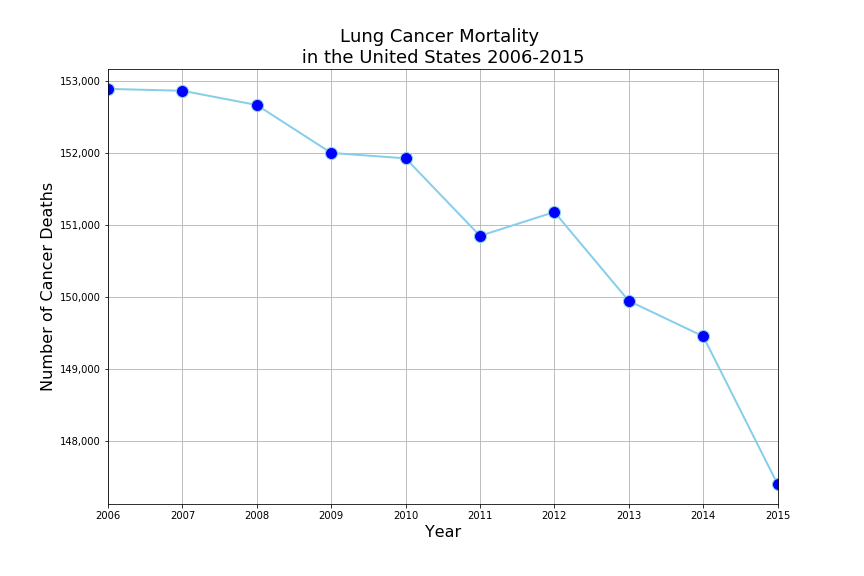 Lung Cancer Mortality
in the United States 2006-2015
Number of Cancer Deaths
153,000
152,000
151,000
150,000
149,000
148,000
2006 2007 2008 2009 2010 2011 2012 2013 2014 2015
Year